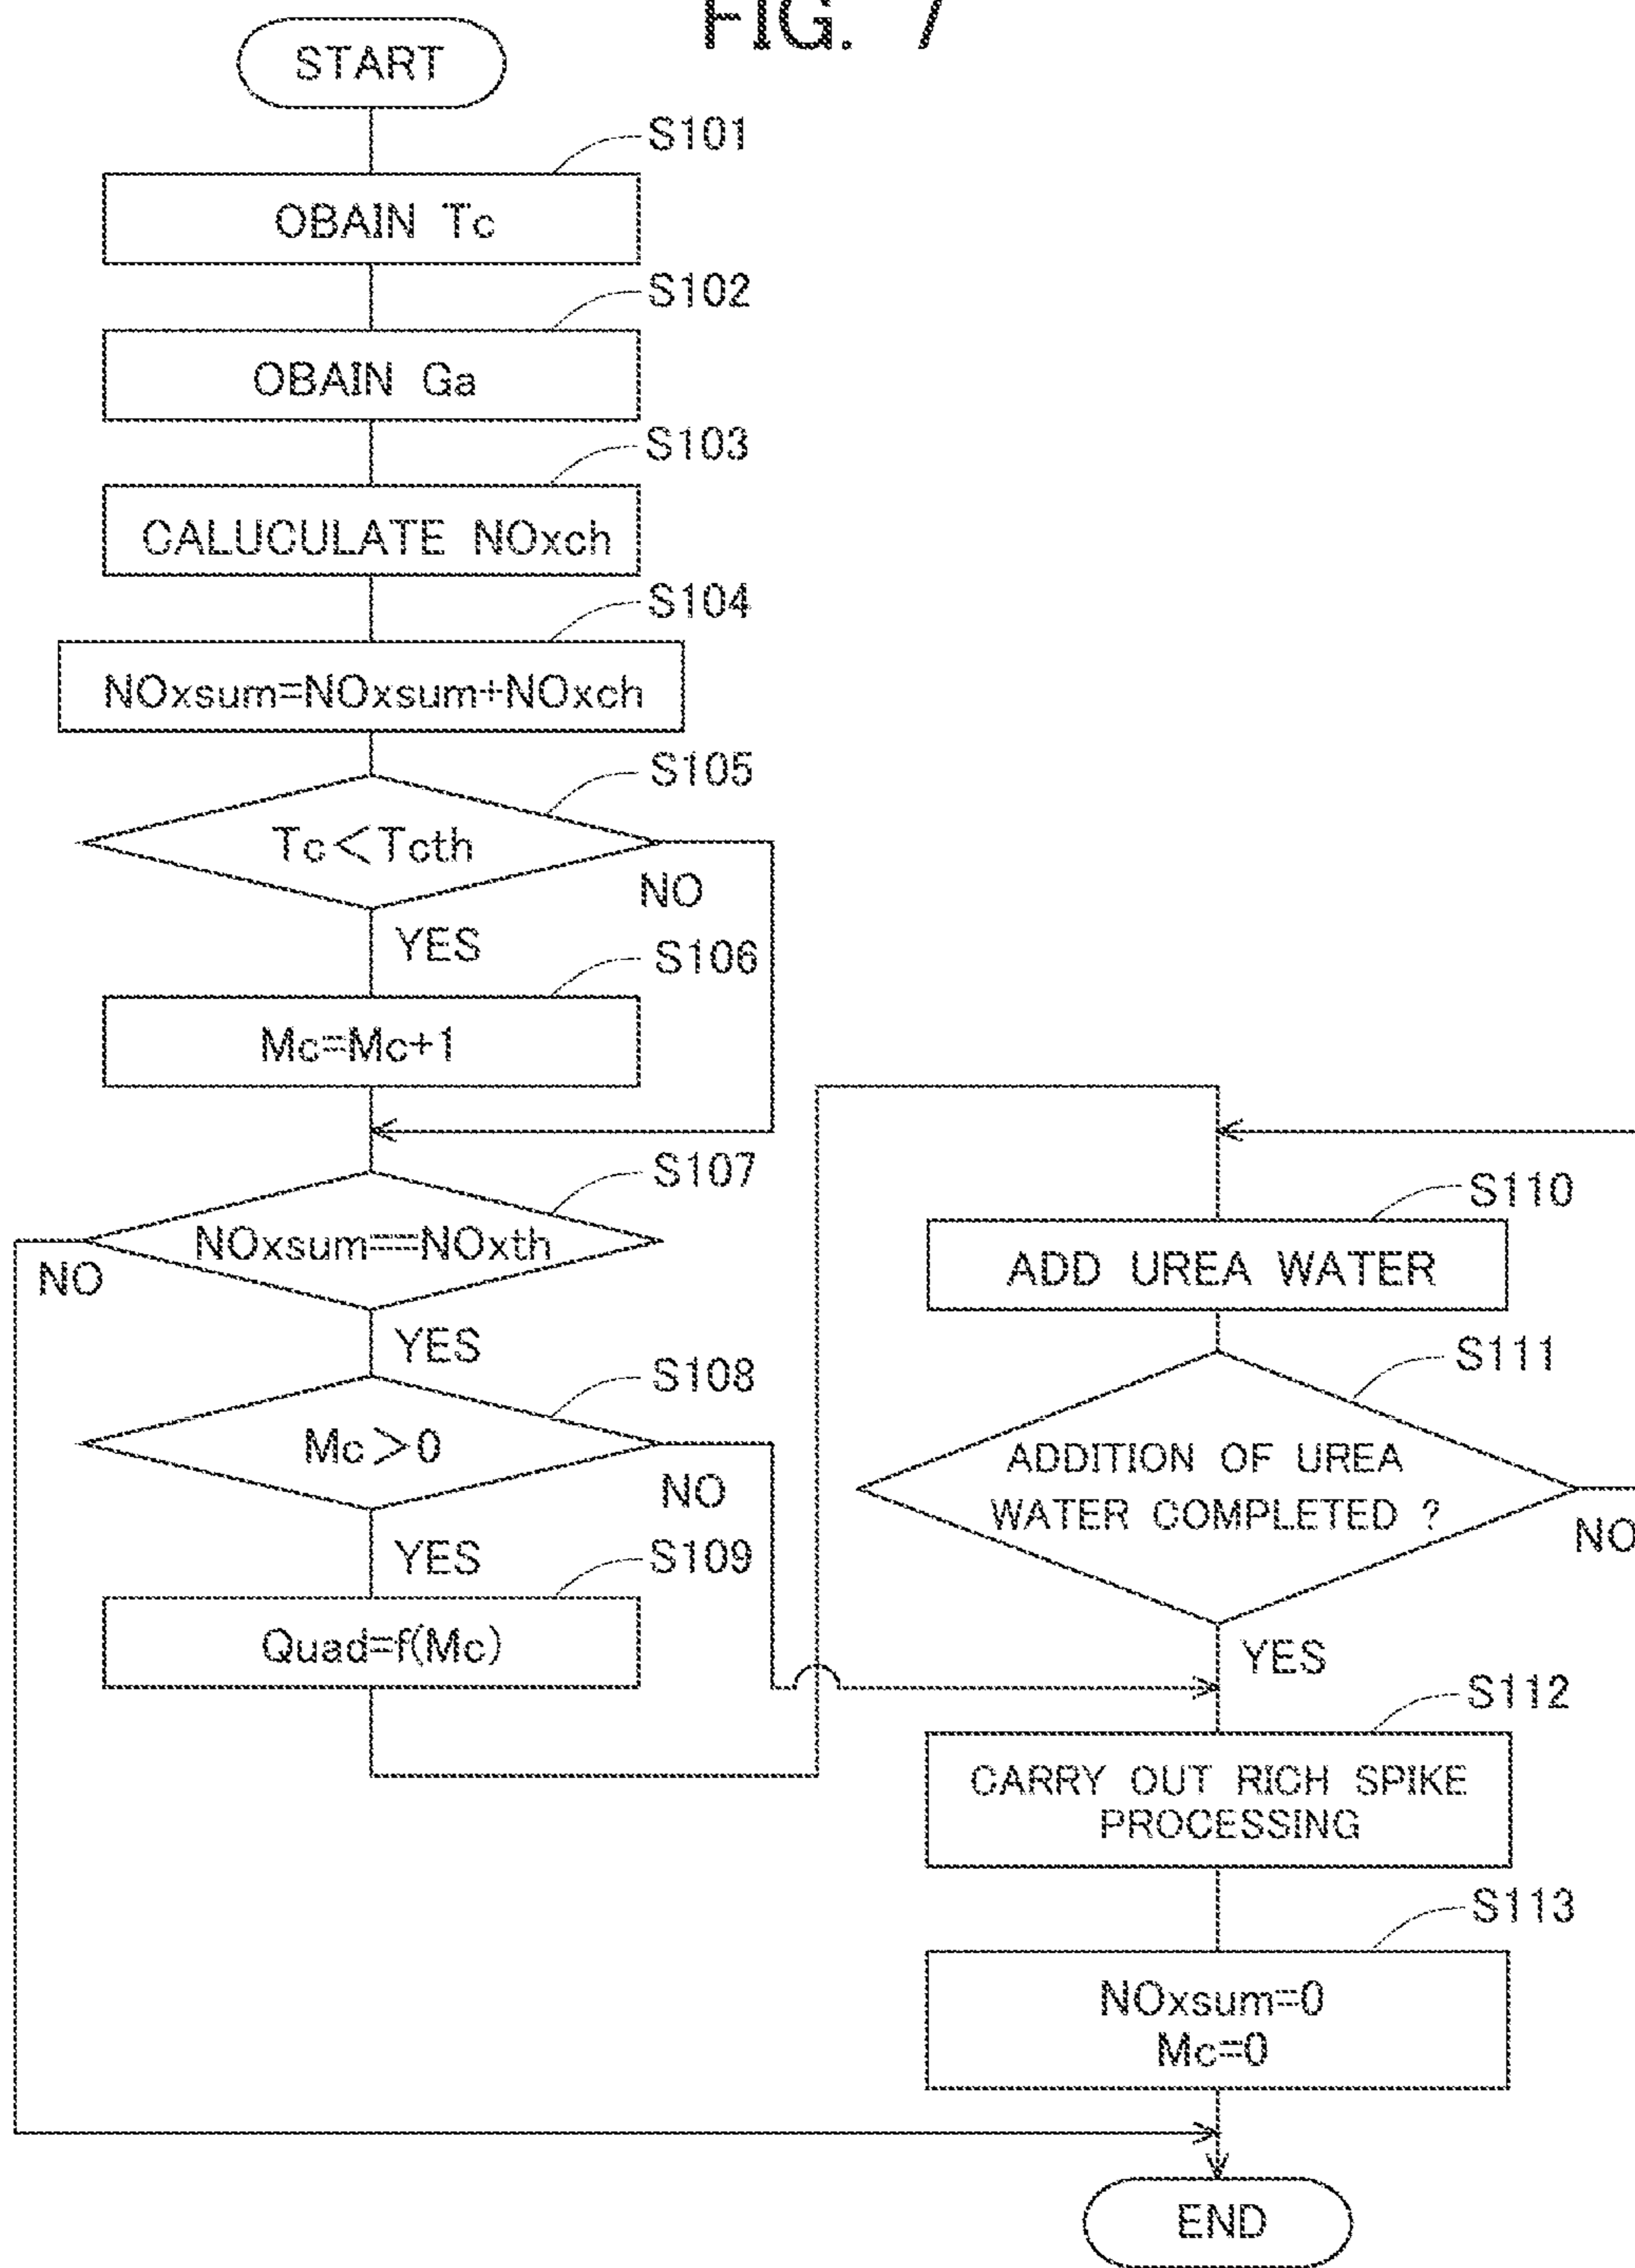 FIG. 7
START
S101
OBAIN Tc
S102
OBAIN Ga
S103
CALUCULATE NOxch
S104
NOxsum=NOxsum+NOxch
S105
Tc<Tcth
NO
YES
S106
Mc=Mc+1
S107
NOxsum==NOxth
NO
YES
S108
Mc>0
NO
YES
S109
Quad=f(Mc)
S110
ADD UREA WATER
S111
ADDITION OF UREA
WATER COMPLETED ?
NO
YES
S112
CARRY OUT RICH SPIKE
PROCESSING
S113
NOxsum=0
Mc=0
END